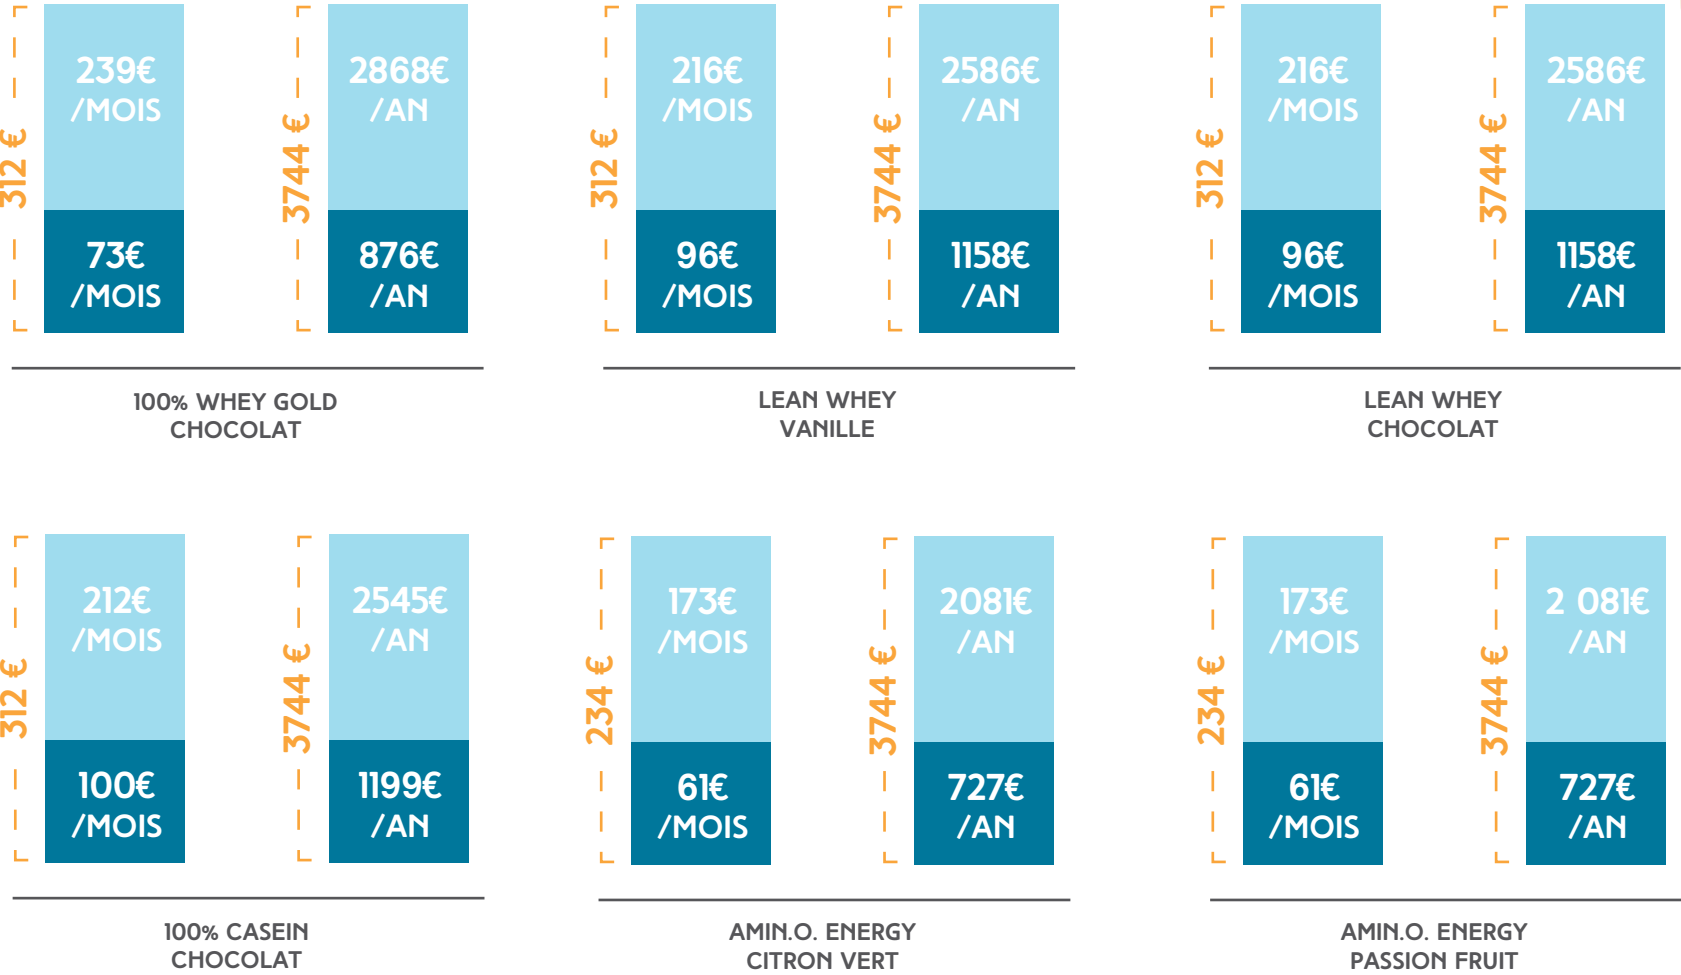 312 €
239€
/MOIS
73€
/MOIS
3744 €
2868€
/AN
876€
/AN
100% WHEY GOLD
CHOCOLAT
312 €
216€
/MOIS
96€
/MOIS
3744 €
2586€
/AN
1158€
/AN
LEAN WHEY
VANILLE
312 €
216€
/MOIS
96€
/MOIS
3744 €
2586€
/AN
1158€
/AN
LEAN WHEY
CHOCOLAT
312 €
212€
/MOIS
100€
/MOIS
3744 €
2545€
/AN
1199€
/AN
100% CASEIN
CHOCOLAT
234 €
173€
/MOIS
61€
/MOIS
3744 €
2081€
/AN
727€
/AN
AMIN.O. ENERGY
CITRON VERT
234 €
173€
/MOIS
61€
/MOIS
3744 €
2 081€
/AN
727€
/AN
AMIN.O. ENERGY
PASSION FRUIT